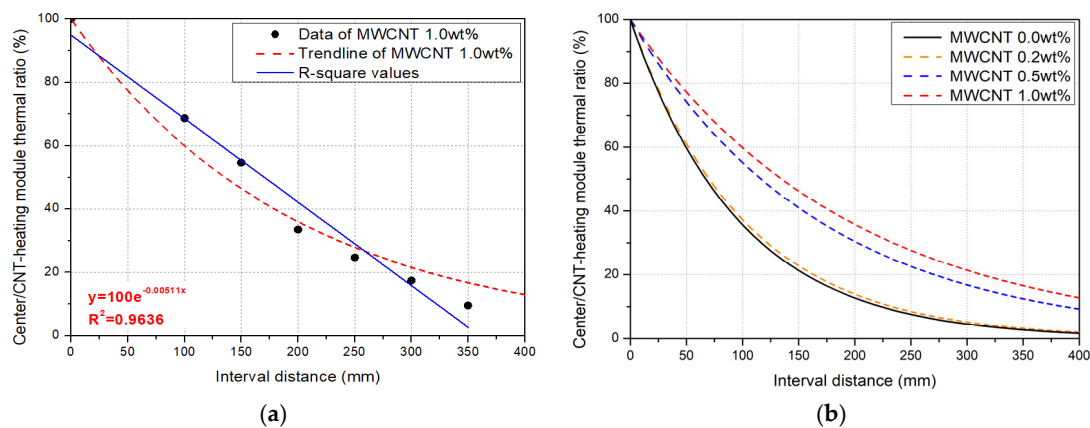 Center/CNT-heating module thermal ratio (%)
100
80
60
40
20
0
Data of MWCNT 1.0wt%
Trendline of MWCNT 1.0wt%
R-square values
y=100e^-0.00511x
R²=0.9636
0
50
100
150
200
250
300
350
400
Interval distance (mm)
(a)
Center/CNT-heating module thermal ratio (%)
100
80
60
40
20
0
MWCNT 0.0wt%
MWCNT 0.2wt%
MWCNT 0.5wt%
MWCNT 1.0wt%
0
50
100
150
200
250
300
350
400
Interval distance (mm)
(b)